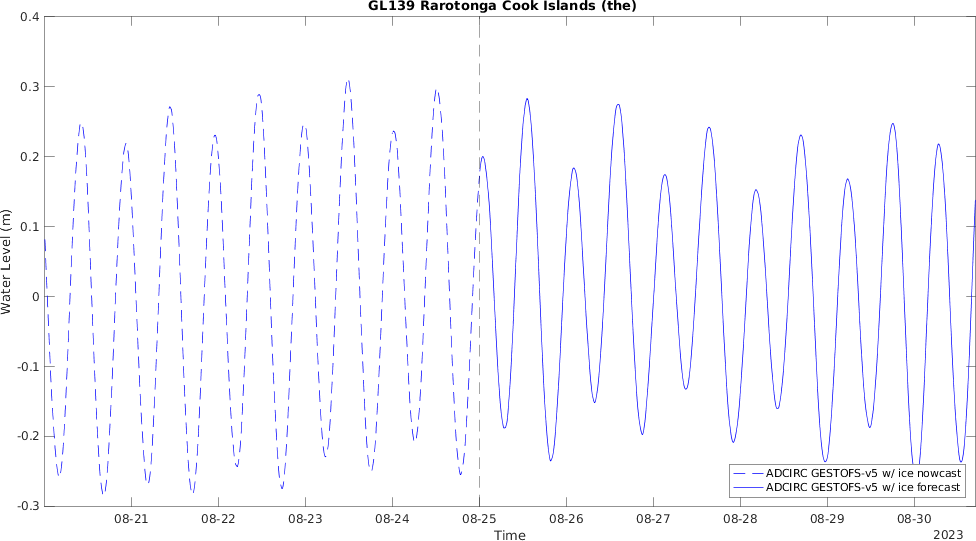 GL139 Rarotonga Cook Islands (the)
0.4
0.3
0.2
0.1
0
-0.1
-0.2
-0.3
Water Level (m)
ADCIRC GESTOFS-v5 w/ ice nowcast
ADCIRC GESTOFS-v5 w/ ice forecast
08-21 08-22 08-23 08-24 08-25 08-26 08-27 08-28 08-29 08-30
Time
2023